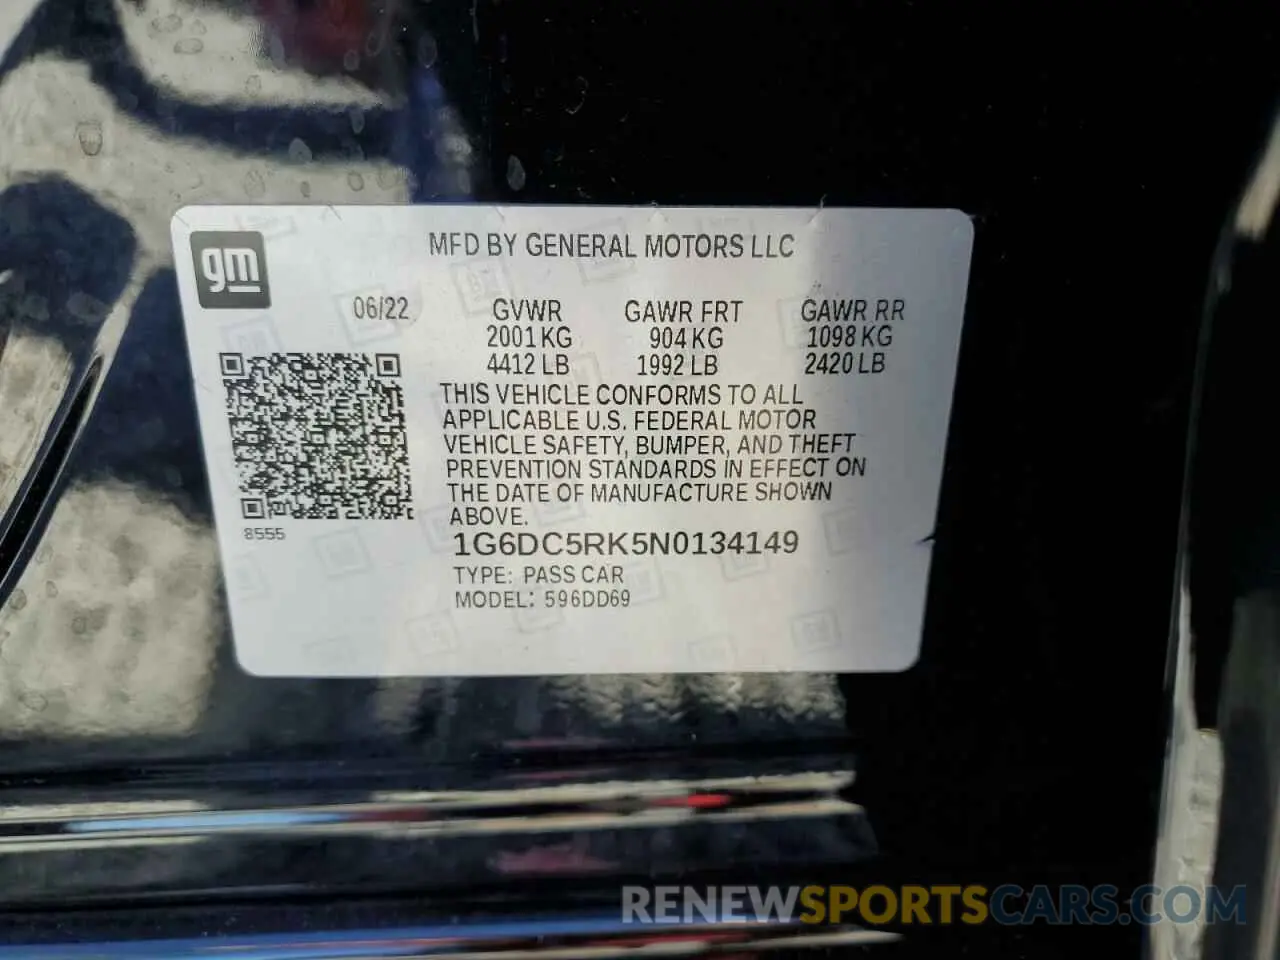 gm
MFD BY GENERAL MOTORS LLC
06/22 GVWR GAWR FRT GAWR RR
2001 KG 904 KG 1098 KG
4412 LB 1992 LB 2420 LB
THIS VEHICLE CONFORMS TO ALL
APPLICABLE U.S. FEDERAL MOTOR
VEHICLE SAFETY, BUMPER, AND THEFT
PREVENTION STANDARDS IN EFFECT ON
THE DATE OF MANUFACTURE SHOWN
ABOVE.
8555
1G6DC5RK5N0134149
TYPE: PASS CAR
MODEL: 596DD69
RENEWSPORTSCARS.COM